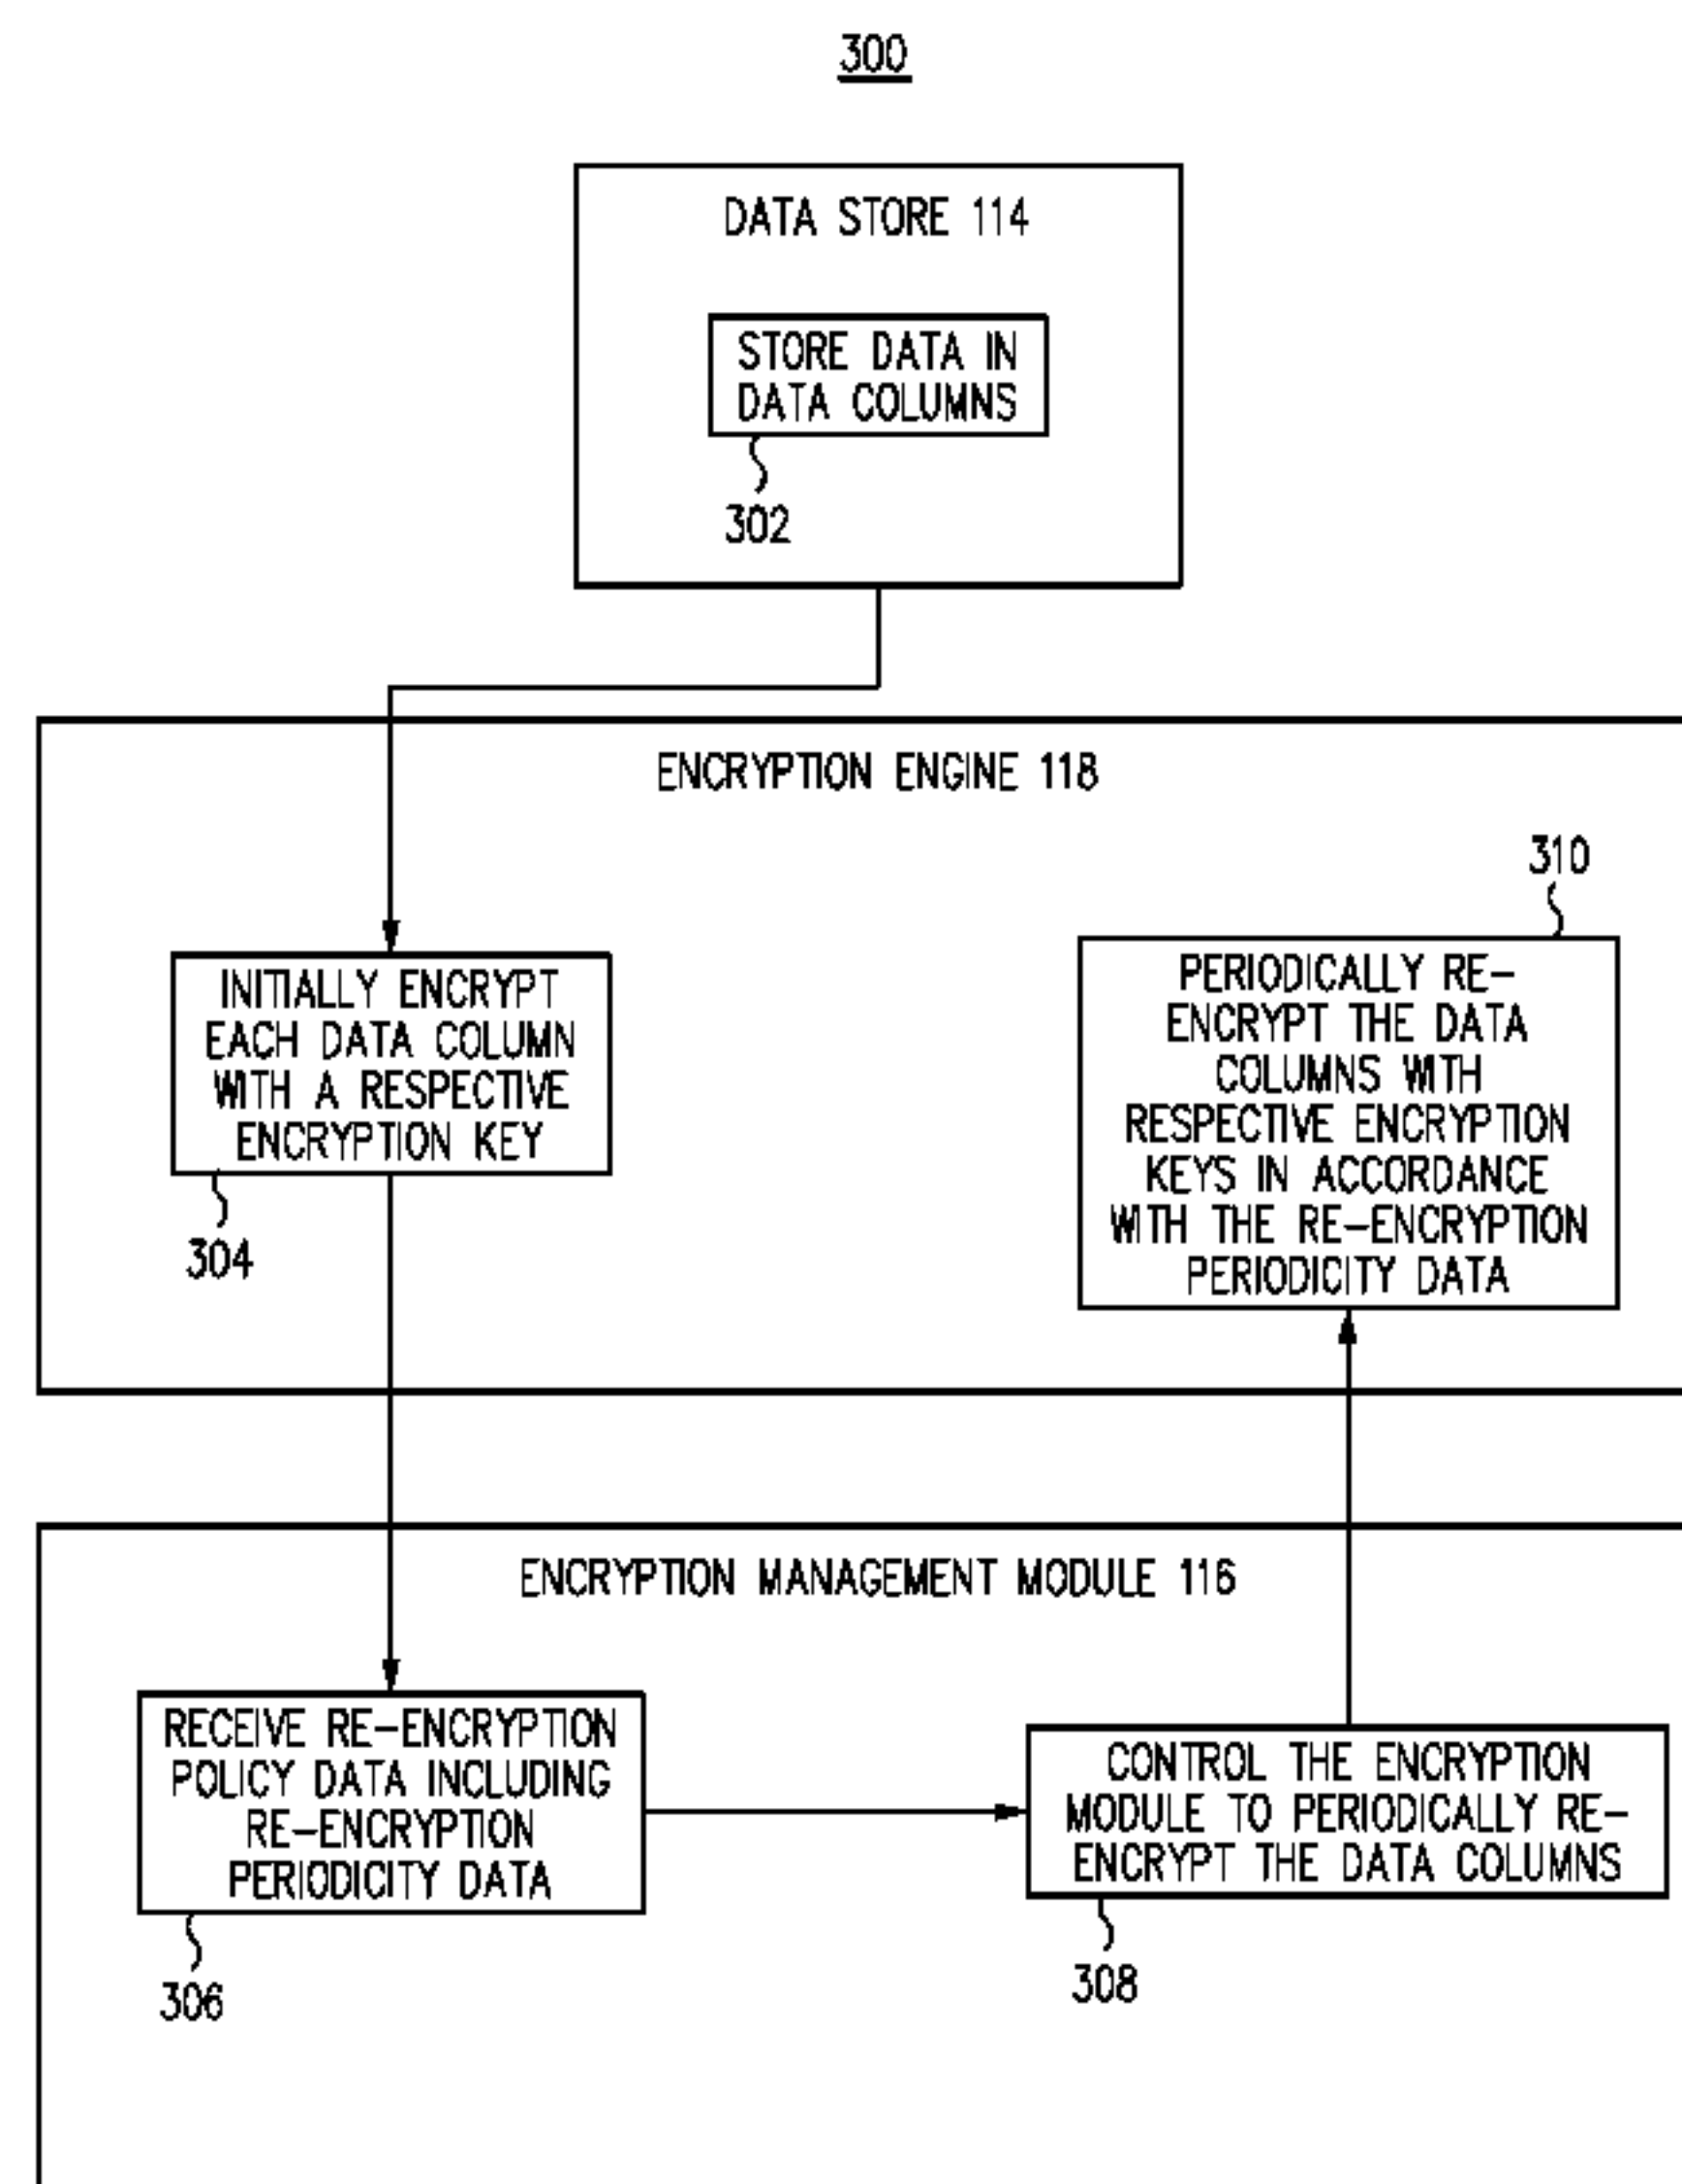 300
DATA STORE 114
STORE DATA IN
DATA COLUMNS
302
ENCRYPTION ENGINE 118
310
INITIALLY ENCRYPT
EACH DATA COLUMN
WITH A RESPECTIVE
ENCRYPTION KEY
304
PERIODICALLY RE-
ENCRYPT THE DATA
COLUMNS WITH
RESPECTIVE ENCRYPTION
KEYS IN ACCORDANCE
WITH THE RE-ENCRYPTION
PERIODICITY DATA
ENCRYPTION MANAGEMENT MODULE 116
RECEIVE RE-ENCRYPTION
POLICY DATA INCLUDING
RE-ENCRYPTION
PERIODICITY DATA
306
CONTROL THE ENCRYPTION
MODULE TO PERIODICALLY RE-
ENCRYPT THE DATA COLUMNS
308